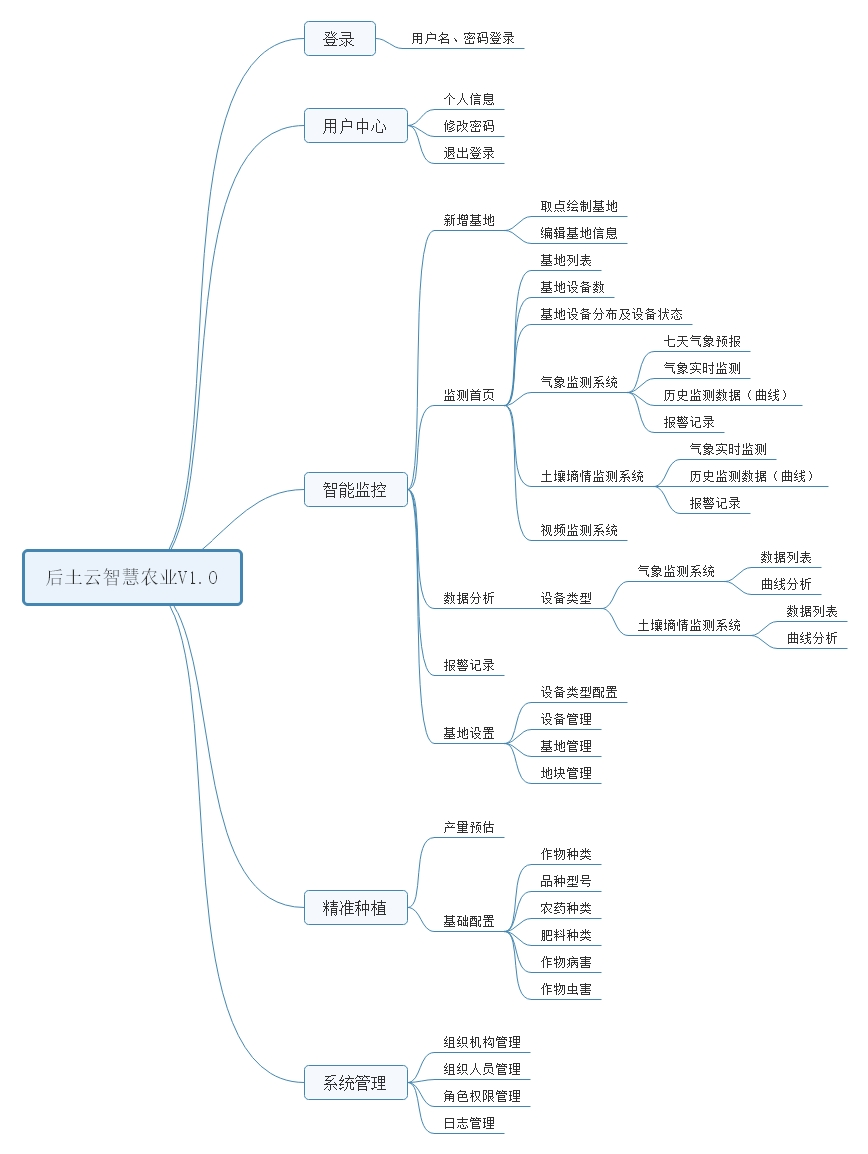 登录
用户名、密码登录
用户中心
个人信息
修改密码
退出登录
智能监控
新增基地
取点绘制基地
编辑基地信息
监测首页
基地列表
基地设备数
基地设备分布及设备状态
气象监测系统
七天气象预报
气象实时监测
历史监测数据（曲线）
报警记录
土壤墒情监测系统
气象实时监测
历史监测数据（曲线）
报警记录
视频监测系统
数据分析
设备类型
气象监测系统
数据列表
曲线分析
土壤墒情监测系统
数据列表
曲线分析
报警记录
基地设置
设备类型配置
设备管理
基地管理
地块管理
后土云智慧农业V1.0
精准种植
产量预估
基础配置
作物种类
品种型号
农药种类
肥料种类
作物病害
作物虫害
系统管理
组织机构管理
组织人员管理
角色权限管理
日志管理